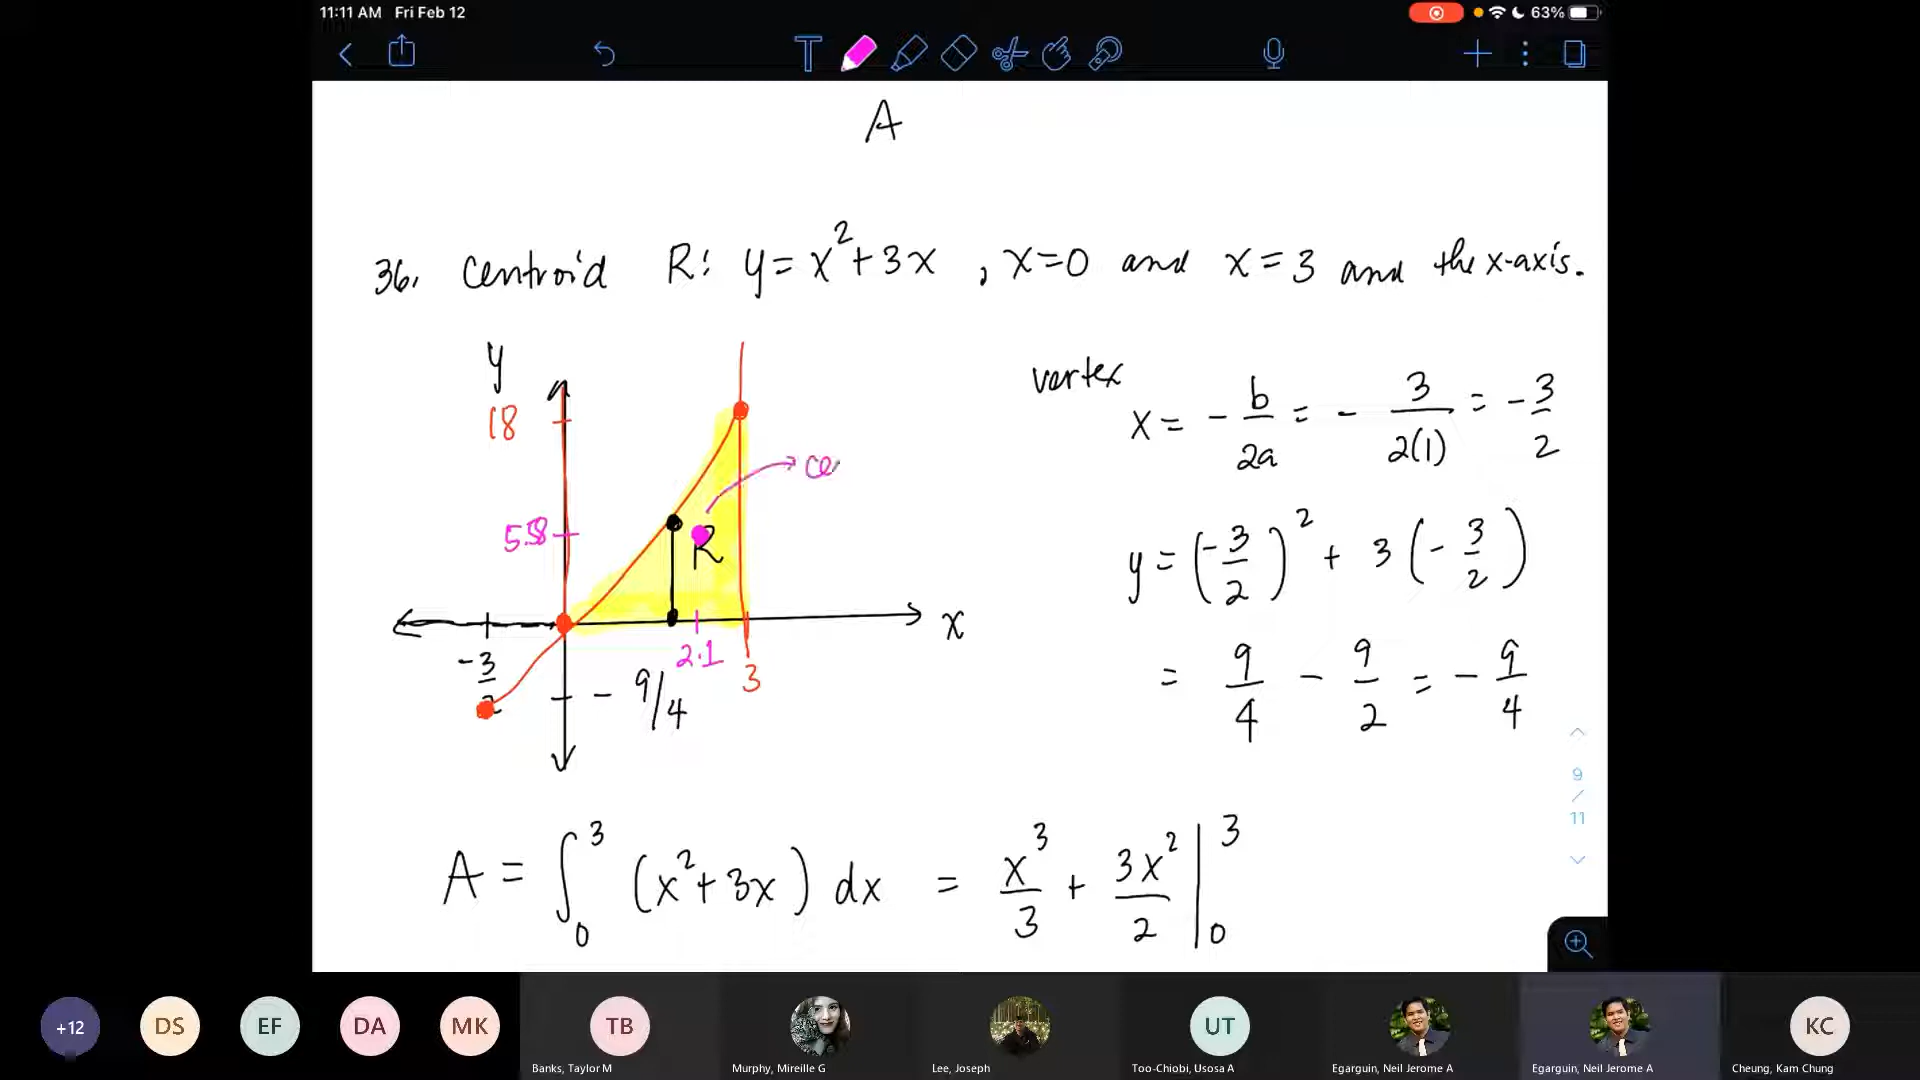 11:11 AM Fri Feb 12
63%
T
A
36. Centroid R: y = x² + 3x , x=0 and x = 3 and the x-axis.
y
18
ce
5.8
R
x
2.1
3
-3/2
- 9/4
vertex
x = - b/2a = - 3/2(1) = - 3/2
y = (-3/2)² + 3(-3/2)
= 9/4 - 9/2 = - 9/4
A = ∫₀³ (x² + 3x) dx = x³/3 + 3x²/2 |₀³
9
/
11
+12
DS
EF
DA
MK
TB
UT
KC
Banks, Taylor M
Murphy, Mireille G
Lee, Joseph
Too-Chiobi, Usosa A
Egarguin, Neil Jerome A
Egarguin, Neil Jerome A
Cheung, Kam Chung